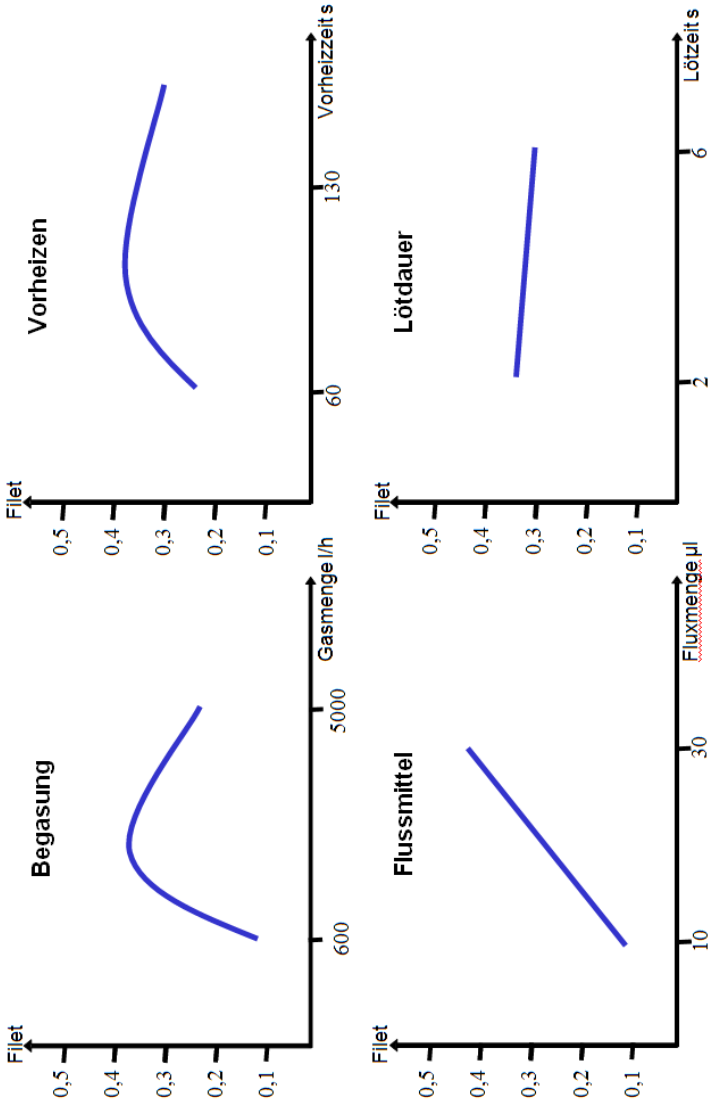 Begasung
Filet
0,5
0,4
0,3
0,2
0,1
600
5000
Gasmenge l/h
Vorheizen
Filet
0,5
0,4
0,3
0,2
0,1
60
130
Vorheizzeit s
Flussmittel
Filet
0,5
0,4
0,3
0,2
0,1
10
30
Fluxmenge µl
Lötdauer
Filet
0,5
0,4
0,3
0,2
0,1
2
6
Lötzeit s